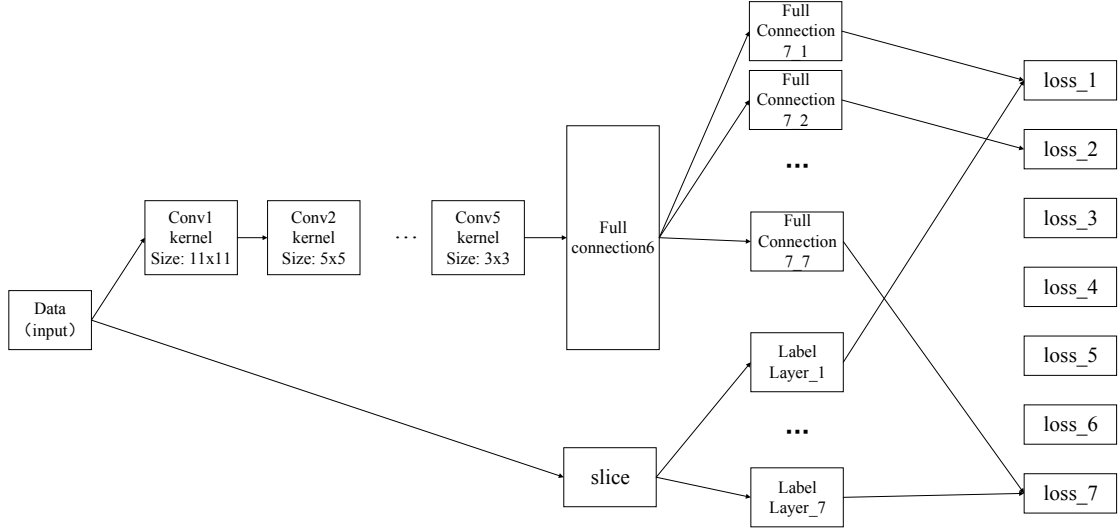 Data
（input）
Conv1
kernel
Size: 11x11
Conv2
kernel
Size: 5x5
...
Conv5
kernel
Size: 3x3
Full
connection6
Full
Connection
7_1
Full
Connection
7_2
...
Full
Connection
7_7
slice
Label
Layer_1
...
Label
Layer_7
loss_1
loss_2
loss_3
loss_4
loss_5
loss_6
loss_7